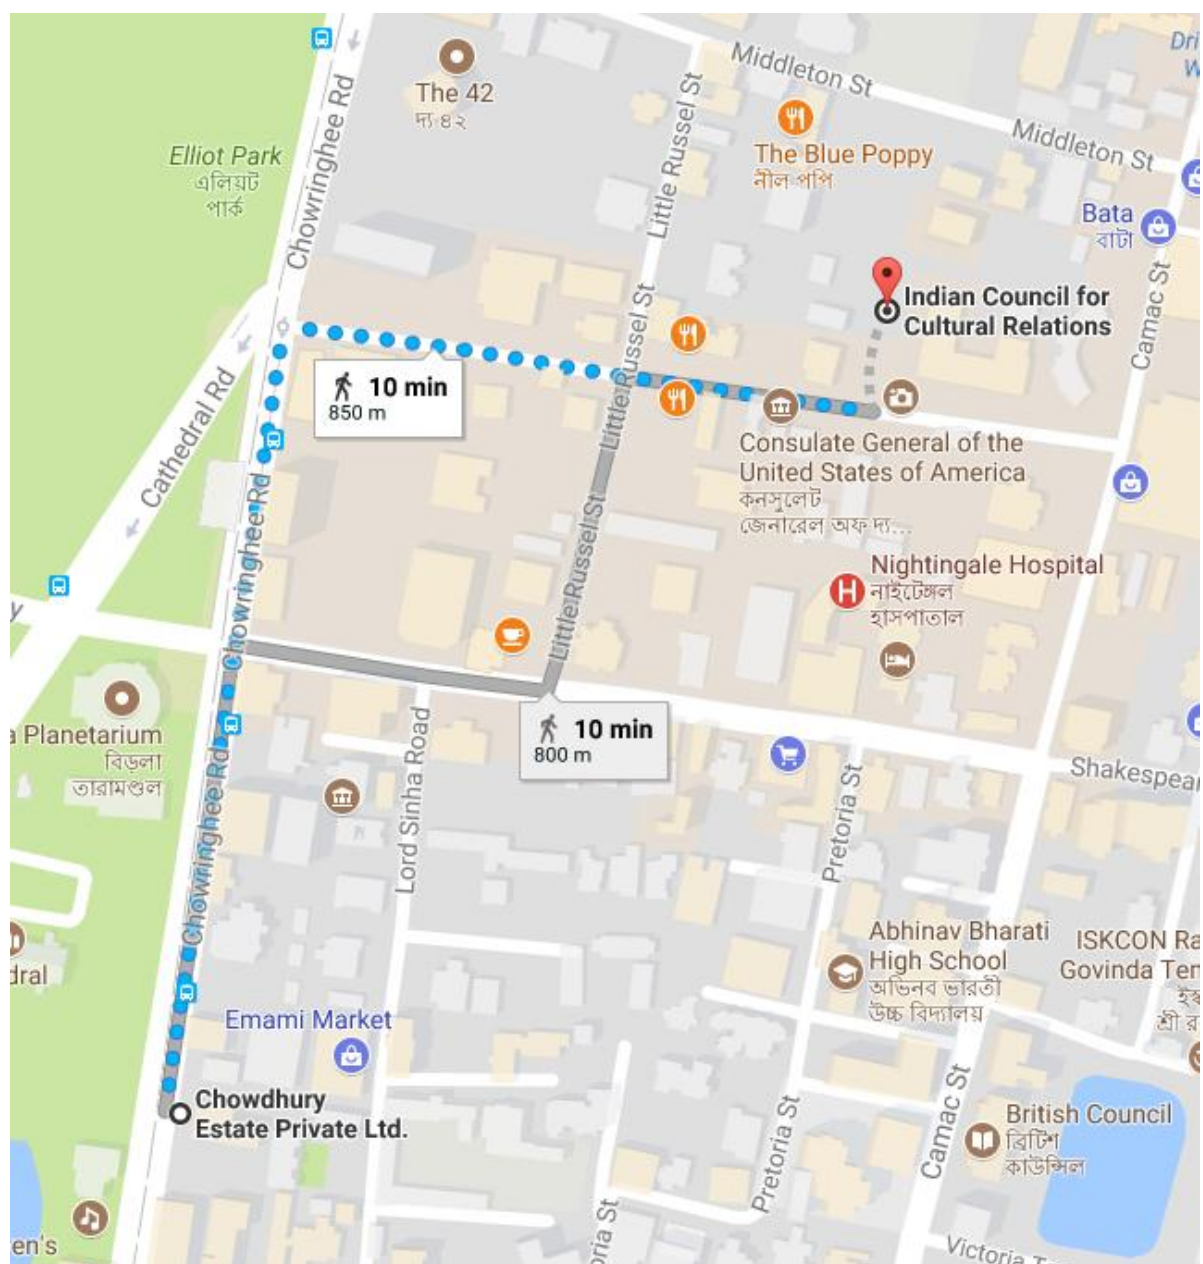 Chowringhee Rd
The 42
দ্য ৪২
Little Russel St
Middleton St
Middleton St
The Blue Poppy
নীল পপি
Elliot Park
এলিয়ট
পার্ক
Bata
বাটা
Camac St
Indian Council for
Cultural Relations
Little Russel St
10 min
850 m
Cathedral Rd
Consulate General of the
United States of America
কনসুলেট
জেনারেল অফ দ্য...
Chowringhee Rd
Little Russel St
Nightingale Hospital
নাইটেঙ্গল
হাসপাতাল
H
a Planetarium
বিড়লা
তারামণ্ডল
10 min
800 m
Lord Sinha Road
Shakespear
Pretoria St
Chowringhee Rd
Abhinav Bharati
High School
অভিনব ভারতী
উচ্চ বিদ্যালয়
ISKCON Ra
Govinda Ten
শ্রী র
dral
Emami Market
Chowdhury
Estate Private Ltd.
Pretoria St
Camac St
British Council
ব্রিটিশ
কাউন্সিল
en's
oria St
Victoria T